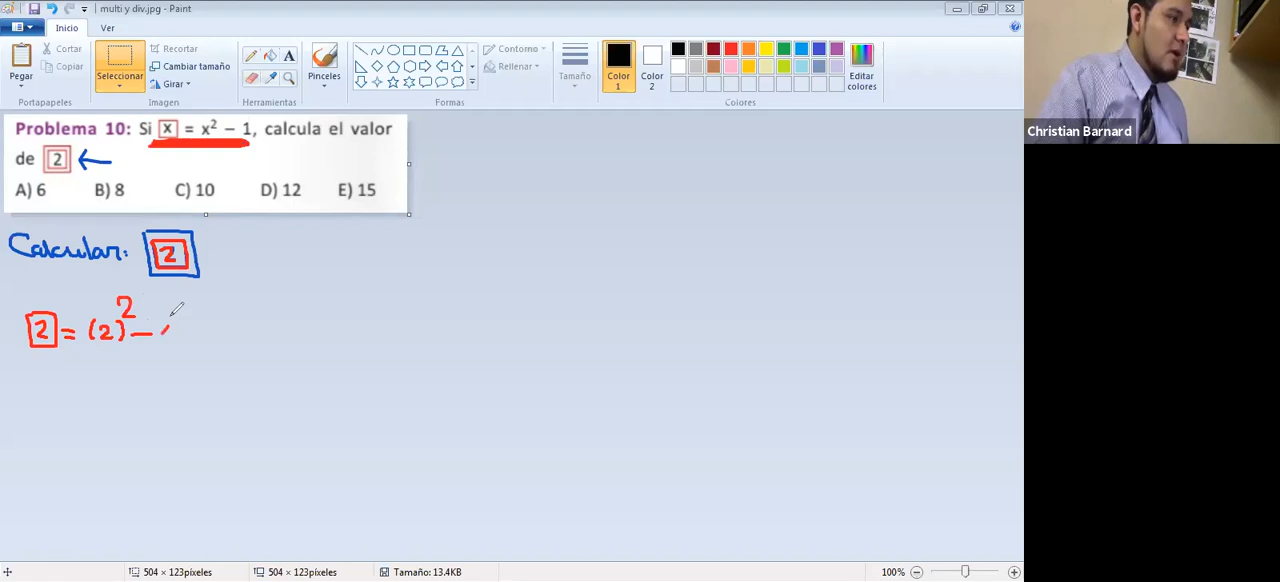 multi y div.jpg - Paint
Inicio
Ver
Pegar
Cortar
Copiar
Portapapeles
Seleccionar
Recortar
Cambiar tamaño
Girar
Imagen
A
Herramientas
Pinceles
Contorno
Rellenar
Formas
Tamaño
Color 1
Color 2
Editar colores
Colores
Problema 10: Si x = x² − 1, calcula el valor
de 2
A) 6 B) 8 C) 10 D) 12 E) 15
Calcular: 2
2 = (2)² −
Christian Barnard
504 × 123píxeles
504 × 123píxeles
Tamaño: 13.4KB
100%